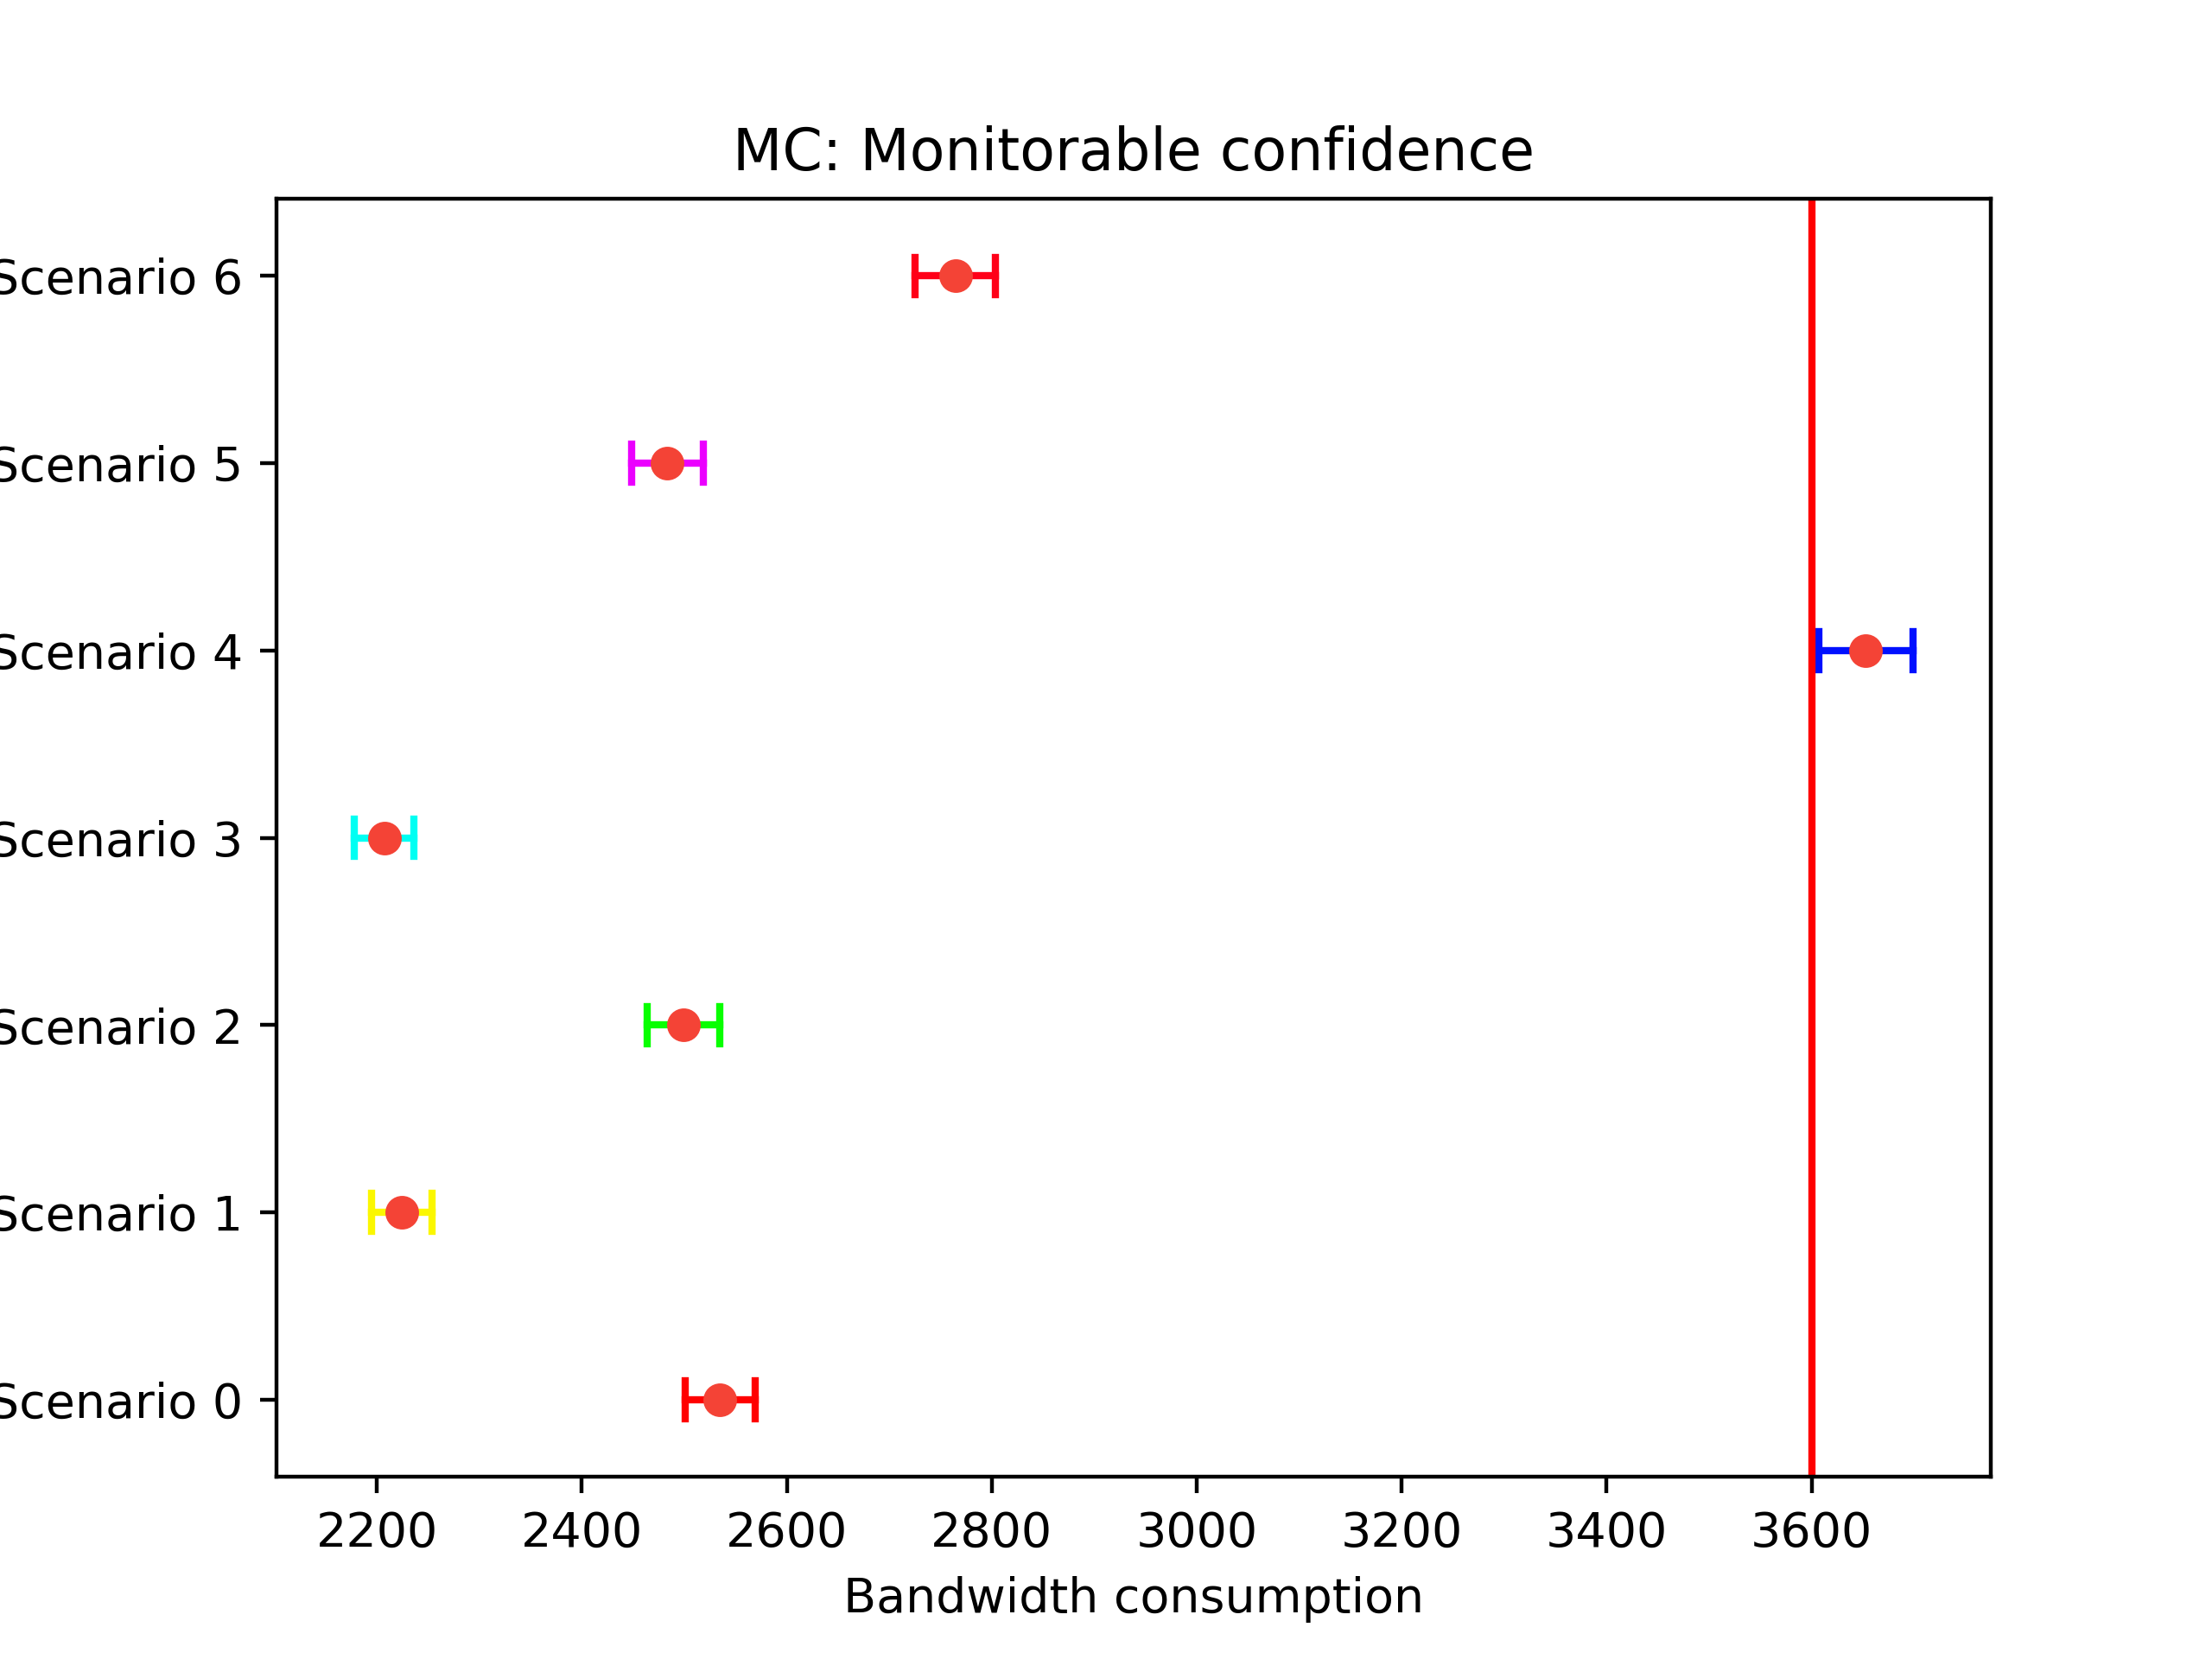 MC: Monitorable confidence
Scenario 6
Scenario 5
Scenario 4
Scenario 3
Scenario 2
Scenario 1
Scenario 0
2200 2400 2600 2800 3000 3200 3400 3600
Bandwidth consumption